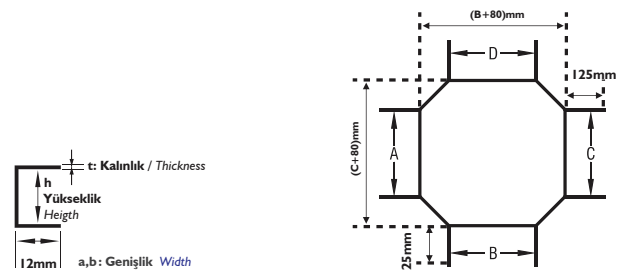 (B+80)mm
D
125mm
(C+80)mm
A
C
t: Kalınlık / Thickness
h
Yükseklik
Heigth
12mm
a,b: Genişlik Width
25mm
B